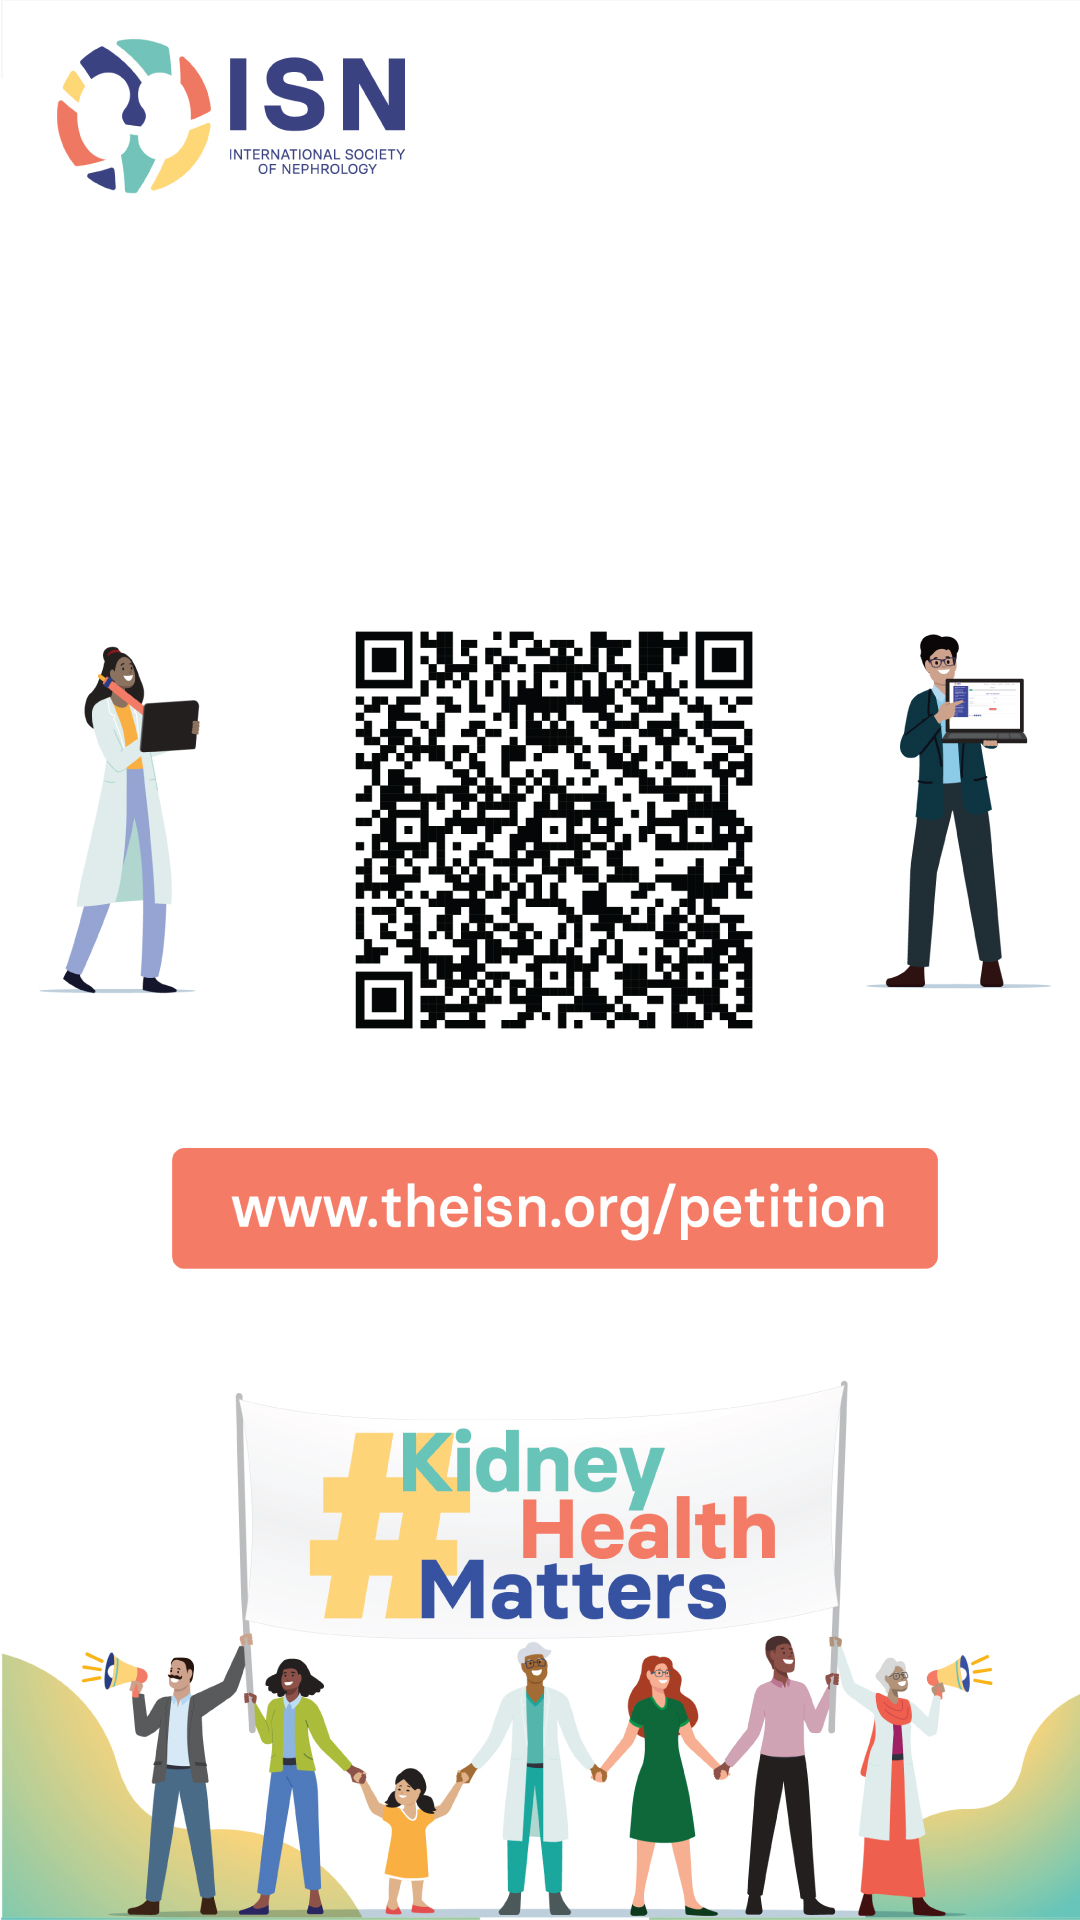 ISN
INTERNATIONAL SOCIETY
OF NEPHROLOGY
www.theisn.org/petition
#Kidney
Health
Matters